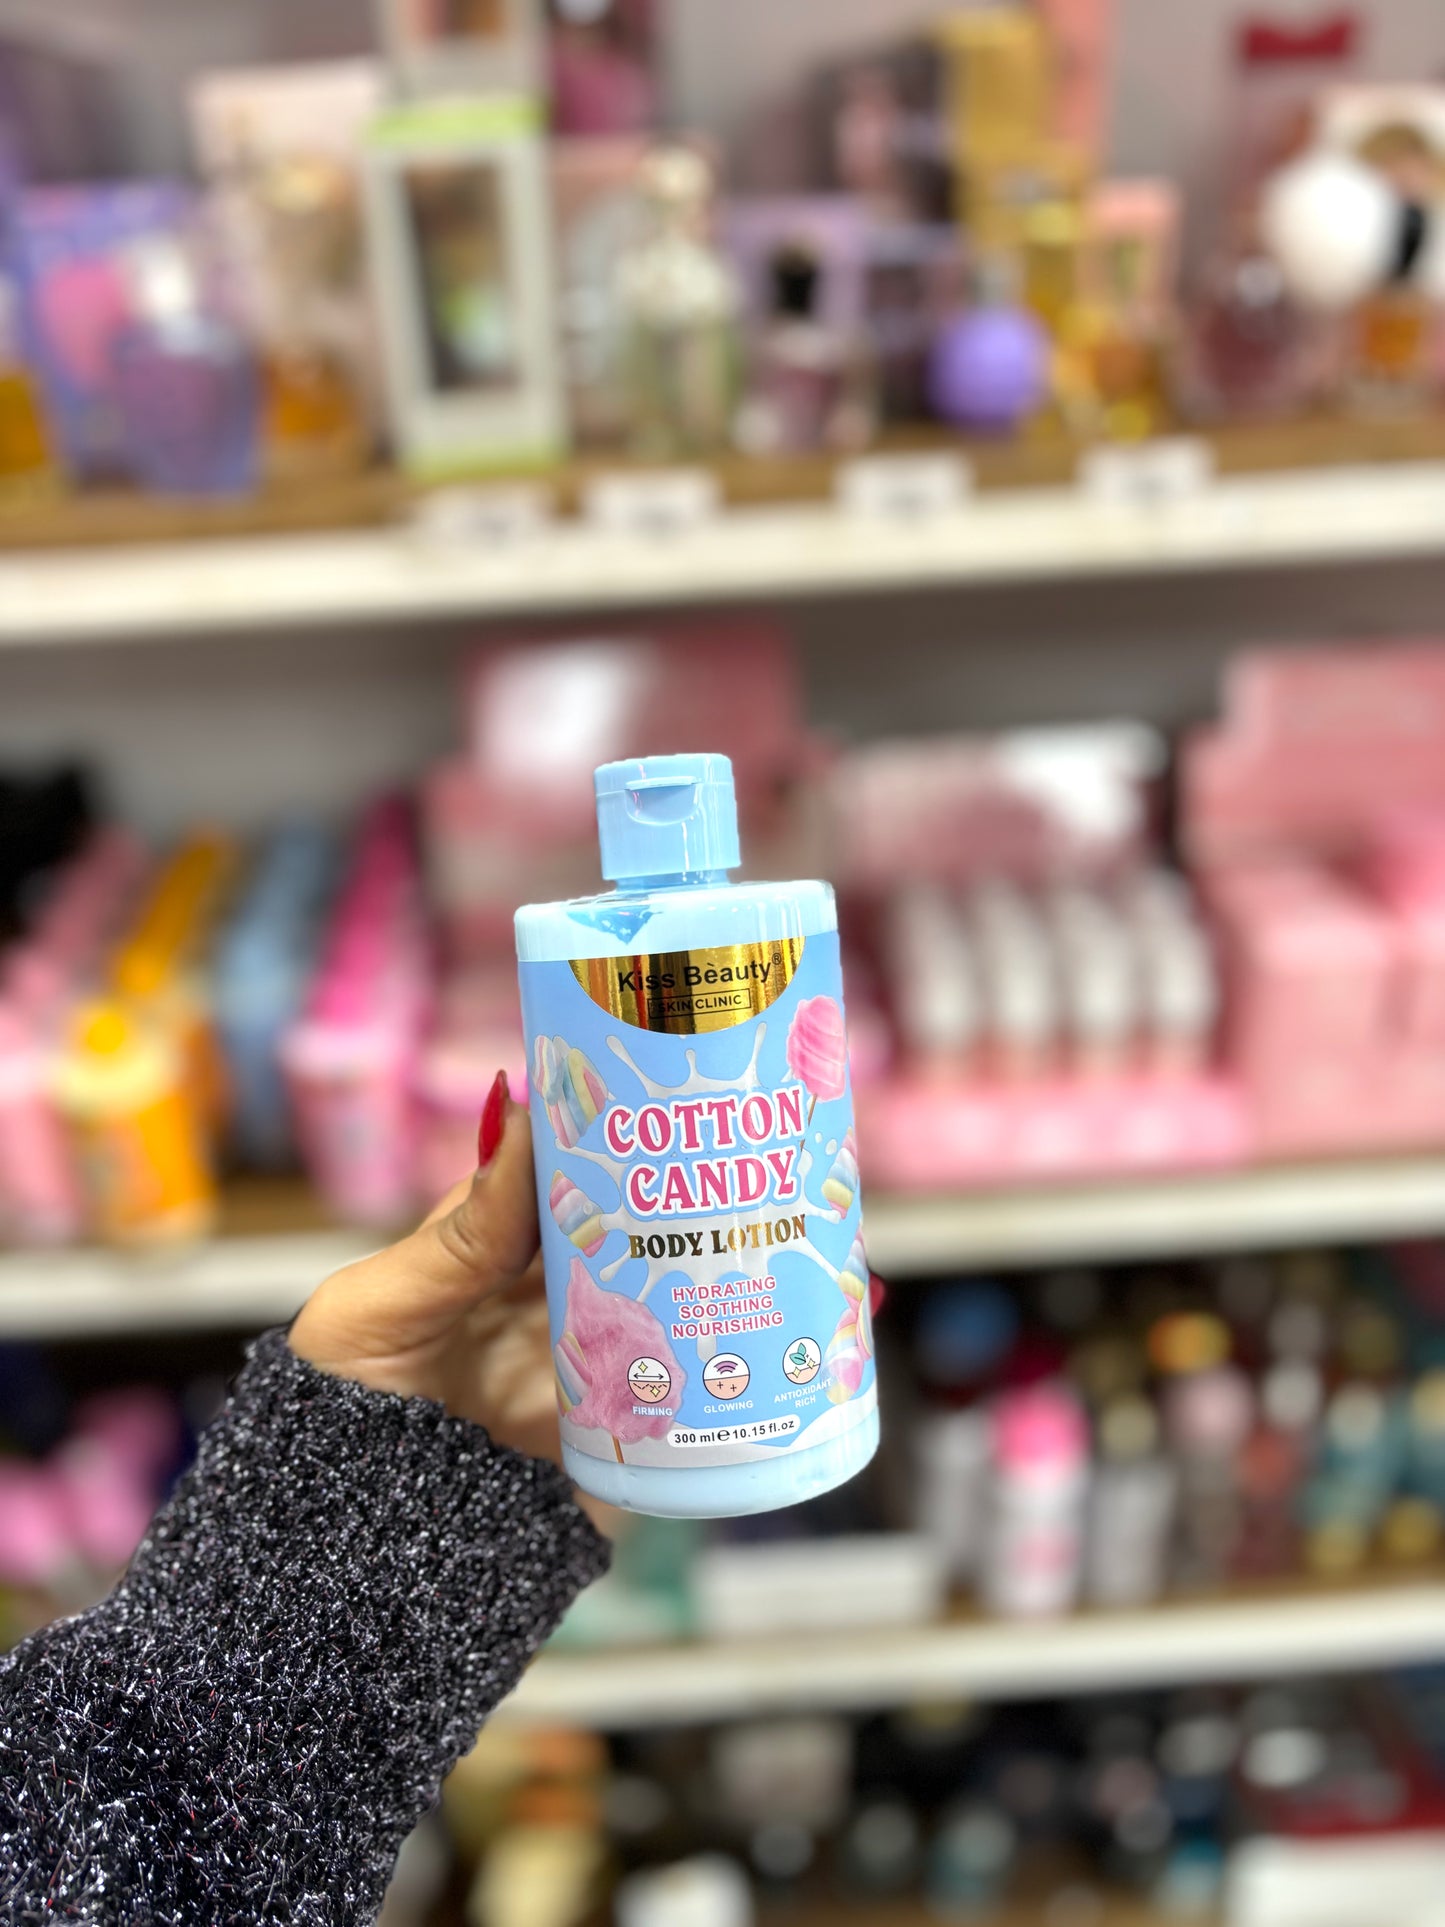 Kiss Bèauty®
SKIN CLINIC
COTTON
CANDY
BODY LOTION
HYDRATING
SOOTHING
NOURISHING
FIRMING
GLOWING
ANTIOXIDANT
RICH
300 ml ℮ 10.15 fl.oz